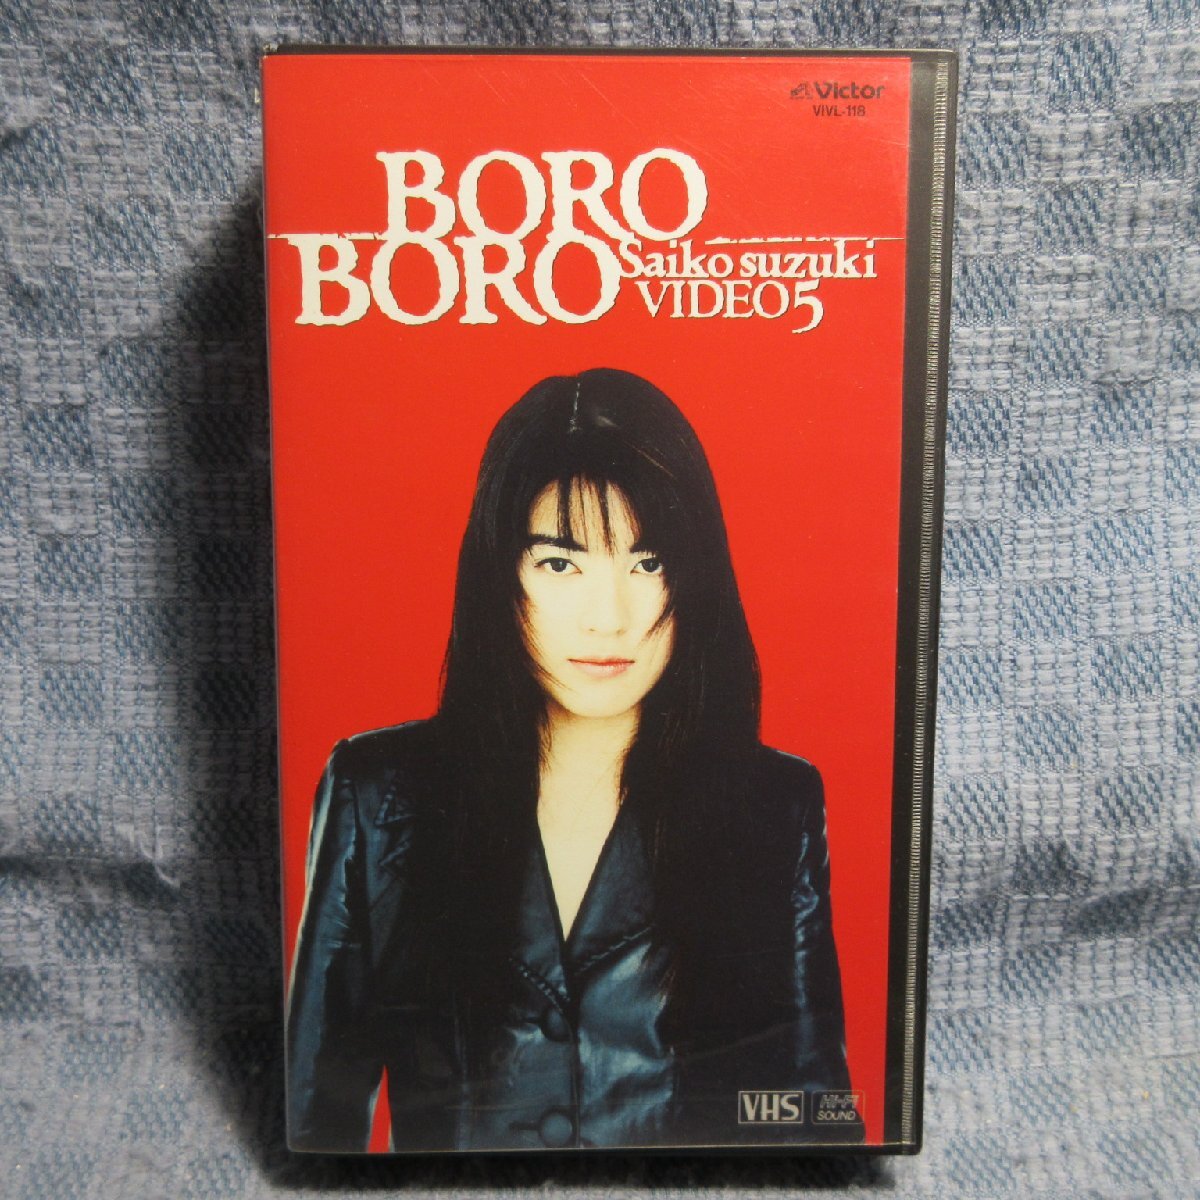 Victor
VIVL-118
BORO
BORO
Saiko suzuki
VIDEO5
VHS
Hi-Fi
SOUND